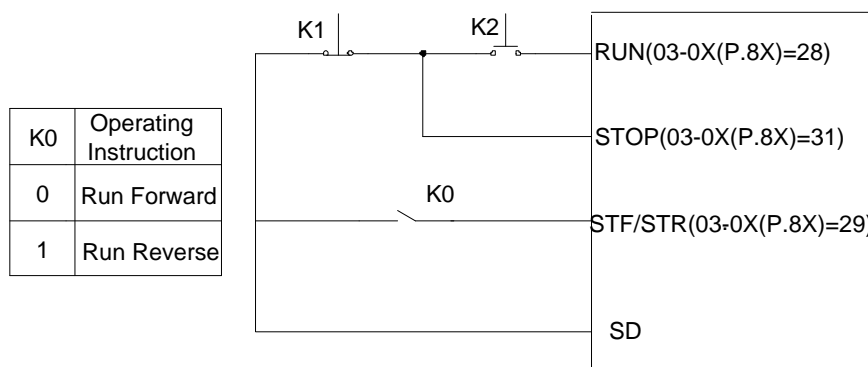 K1
K2
RUN(03-0X(P.8X)=28)
K0
Operating
Instruction
STOP(03-0X(P.8X)=31)
0
Run Forward
K0
STF/STR(03-0X(P.8X)=29)
1
Run Reverse
SD